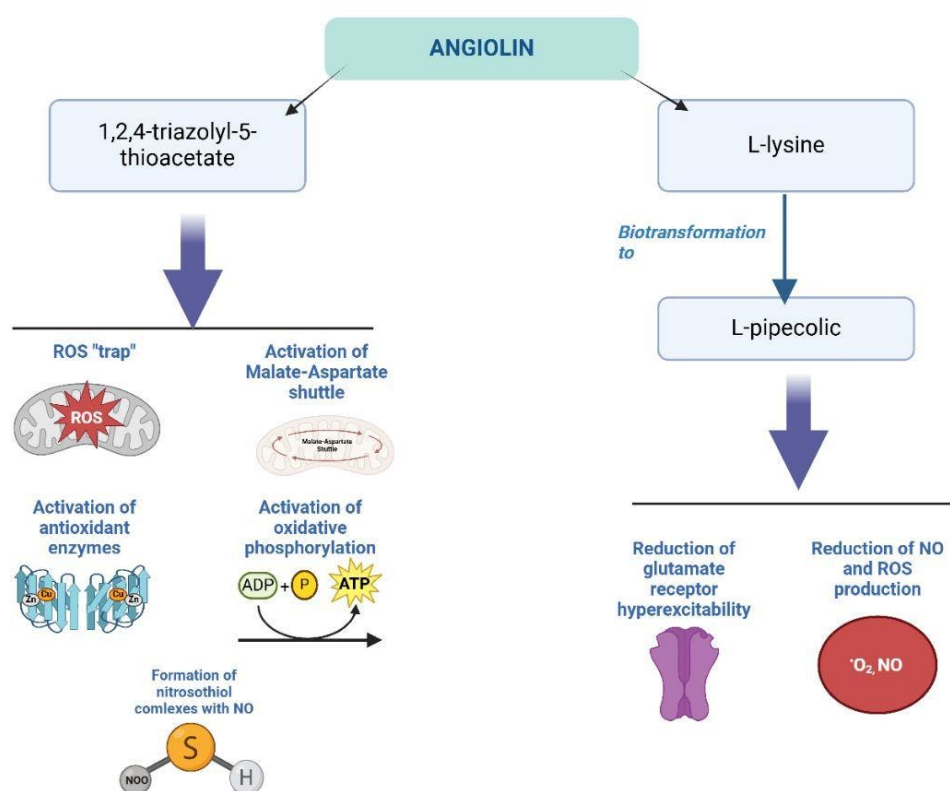 ANGIOLIN
1,2,4-triazolyl-5-
thioacetate
L-lysine
Biotransformation
to
L-pipecolic
ROS "trap"
ROS
Activation of
Malate-Aspartate
shuttle
Malate-Aspartate
Shuttle
Activation of
antioxidant
enzymes
Zn
Cu
Cu
Zn
Activation of
oxidative
phosphorylation
ADP + P ATP
Formation of
nitrosothiol
comlexes with NO
S
NOO
H
Reduction of
glutamate
receptor
hyperexcitability
Reduction of NO
and ROS
production
·O₂, NO